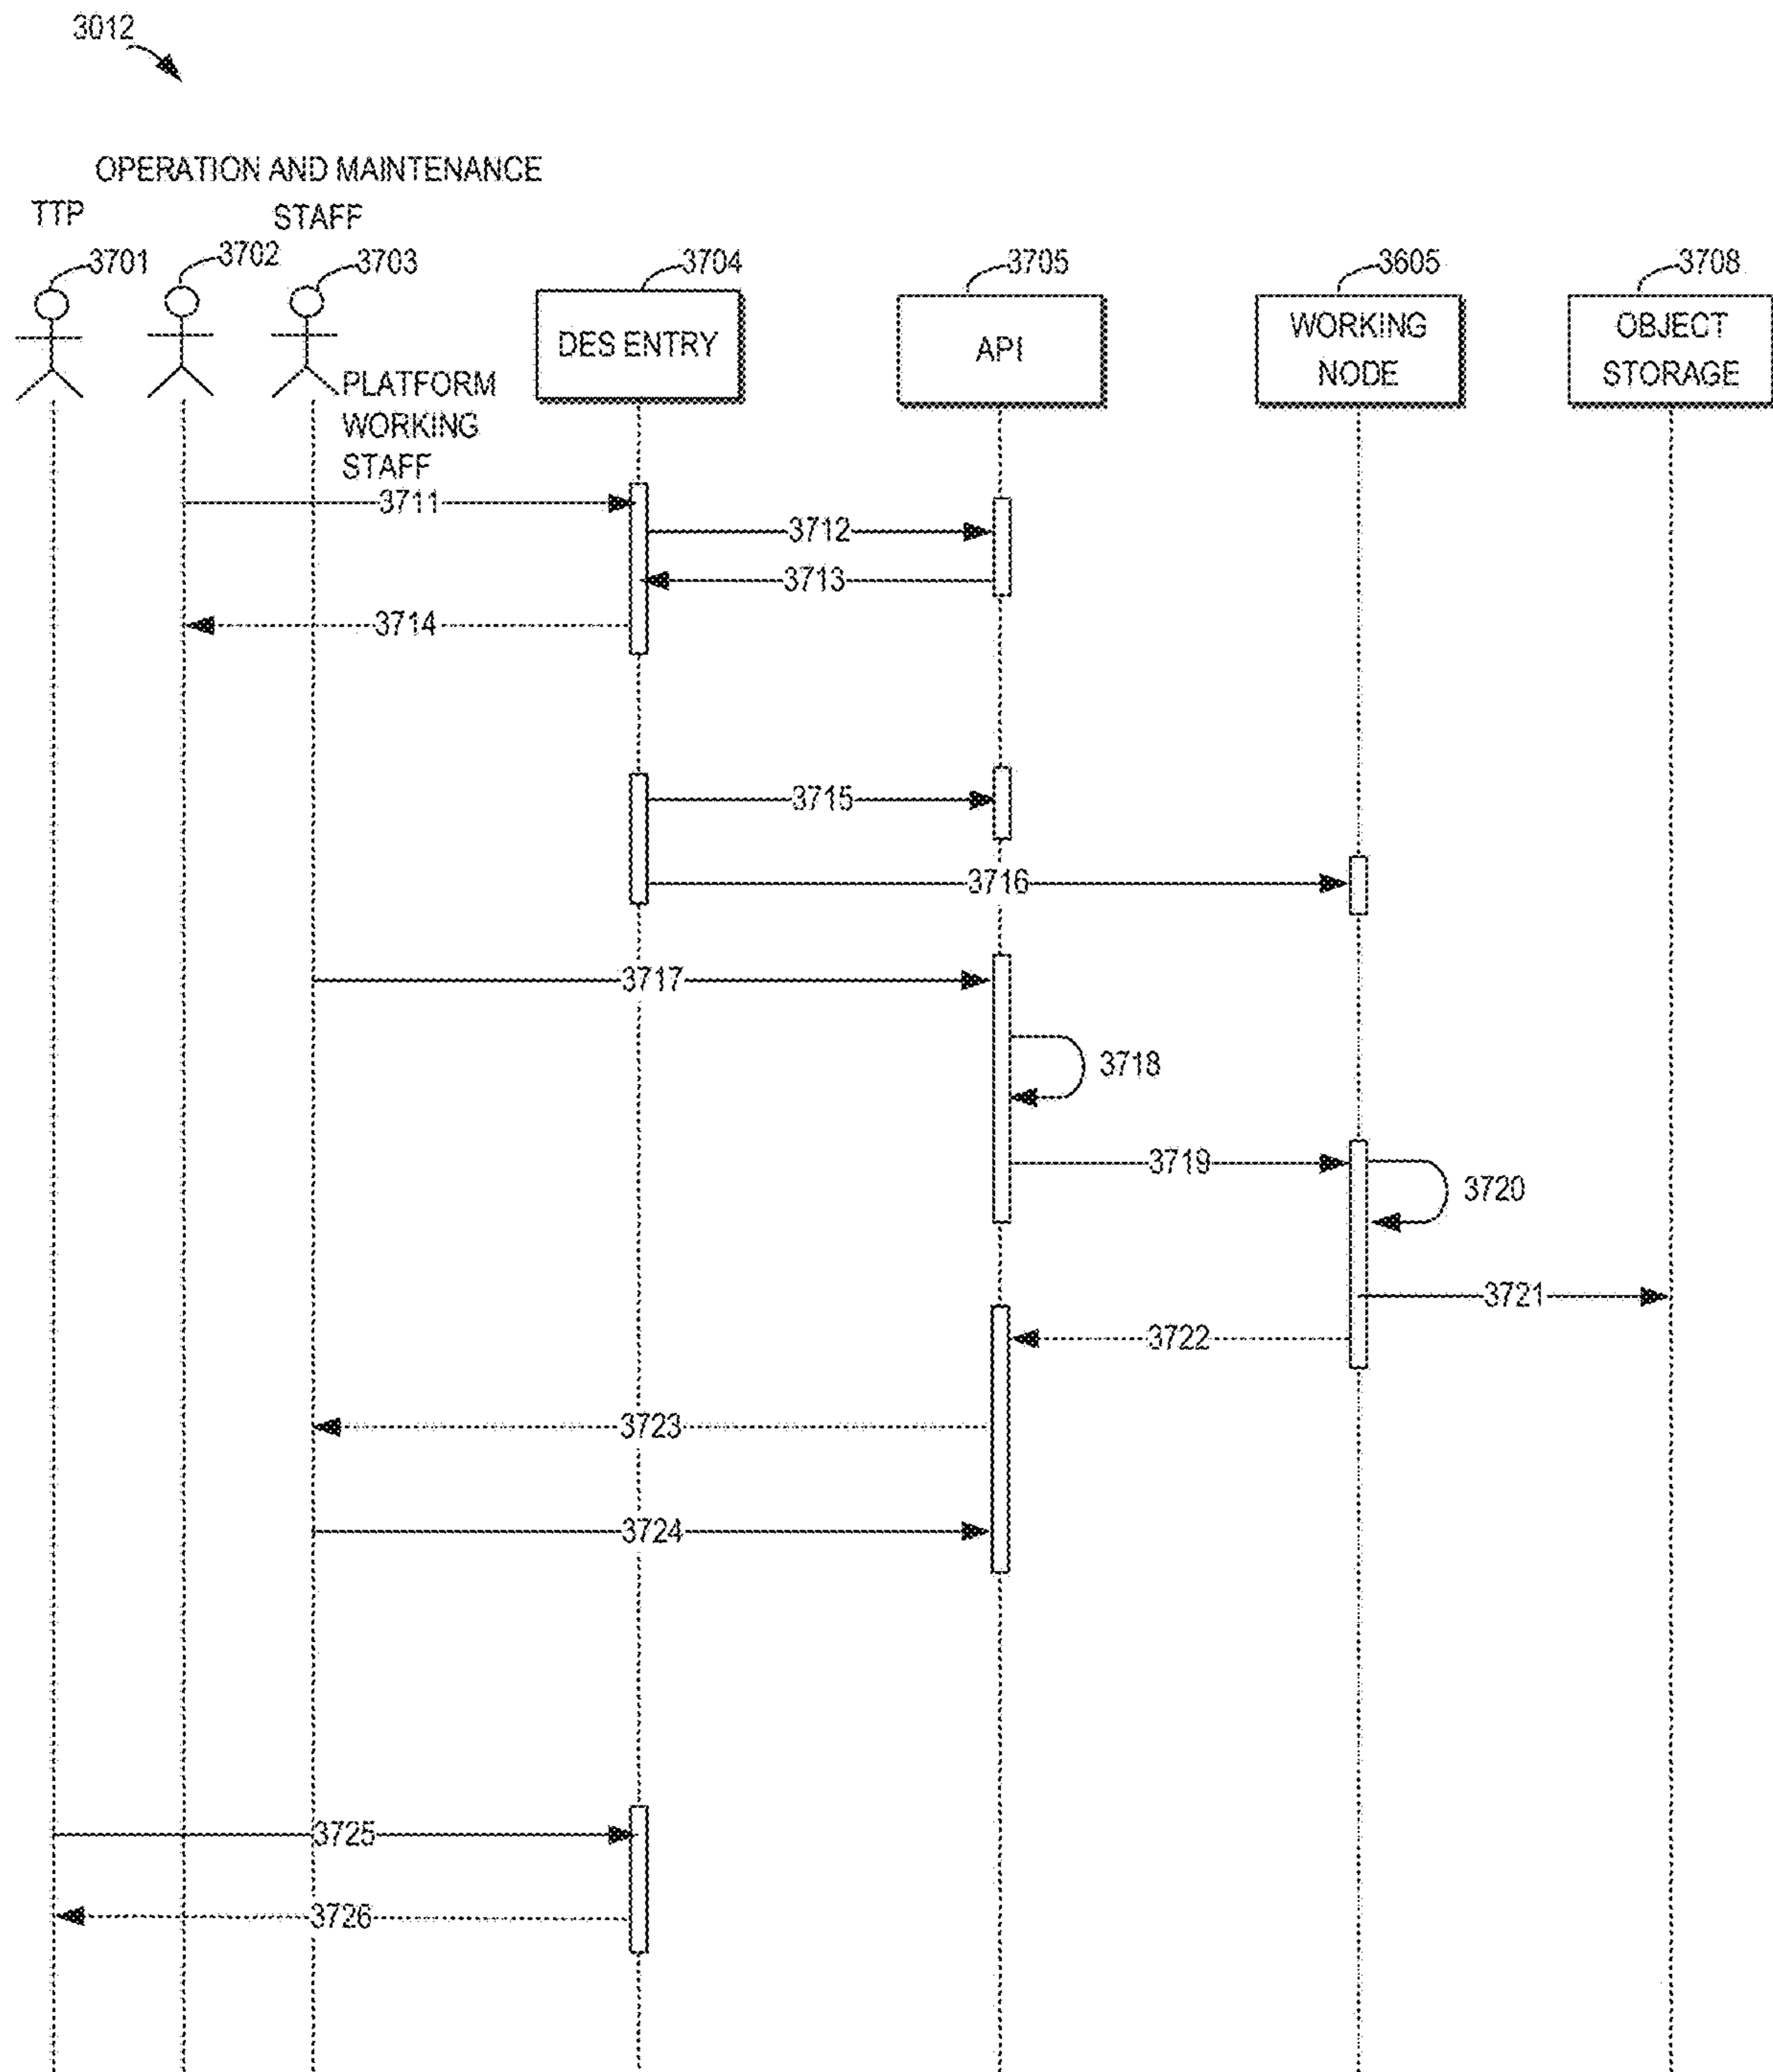 3012
OPERATION AND MAINTENANCE
TTP
STAFF
3701
3702
3703
3704
3705
3605
3708
DES ENTRY
API
WORKING
NODE
OBJECT
STORAGE
PLATFORM
WORKING
STAFF
3711
3712
3713
3714
3715
3716
3717
3718
3719
3720
3721
3722
3723
3724
3725
3726